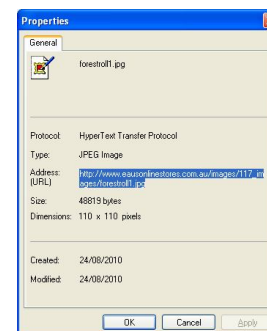 Properties
General
forestroll1.jpg
Protocol: HyperText Transfer Protocol
Type: JPEG Image
Address: (URL) http://www.eausonlinestores.com.au/images/117_images/forestroll1.jpg
Size: 48819 bytes
Dimensions: 110 x 110 pixels
Created: 24/08/2010
Modified: 24/08/2010
OK Cancel Apply